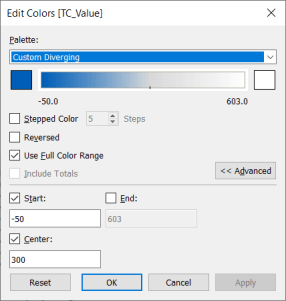 Edit Colors [TC_Value]
Palette:
Custom Diverging
-50.0 603.0
Stepped Color 5 Steps
Reversed
Use Full Color Range
Include Totals
<< Advanced
Start: End:
-50 603
Center:
300
Reset OK Cancel Apply